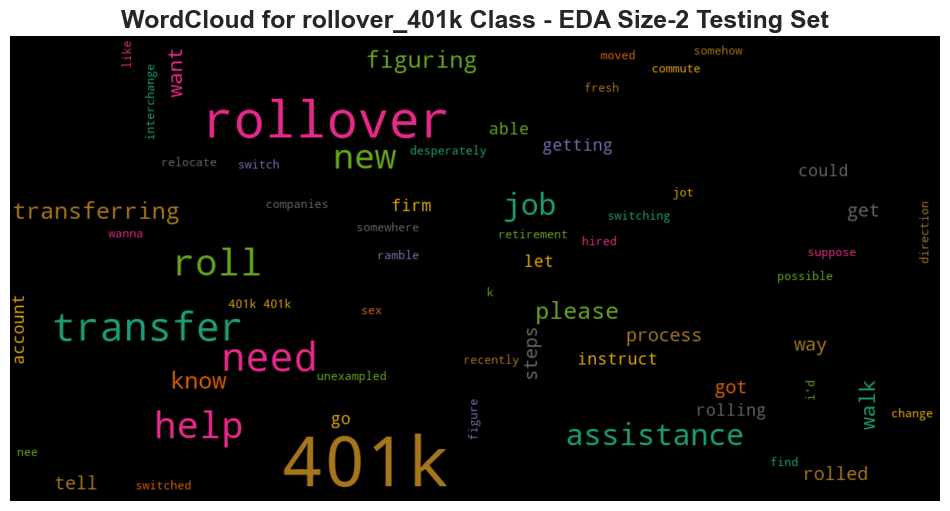 WordCloud for rollover_401k Class - EDA Size-2 Testing Set
like
interchange
want
figuring
moved
somehow
commute
fresh
rollover
new
able
desperately
getting
relocate
switch
could
transferring
companies
firm
job
jot
switching
get
direction
wanna
somewhere
retirement
hired
suppose
roll
ramble
let
possible
account
401k 401k
k
sex
please
transfer
steps
process
way
need
recently
instruct
know
unexampled
got
i'd
walk
rolling
change
help
go
figure
assistance
nee
401k
find
tell
switched
rolled